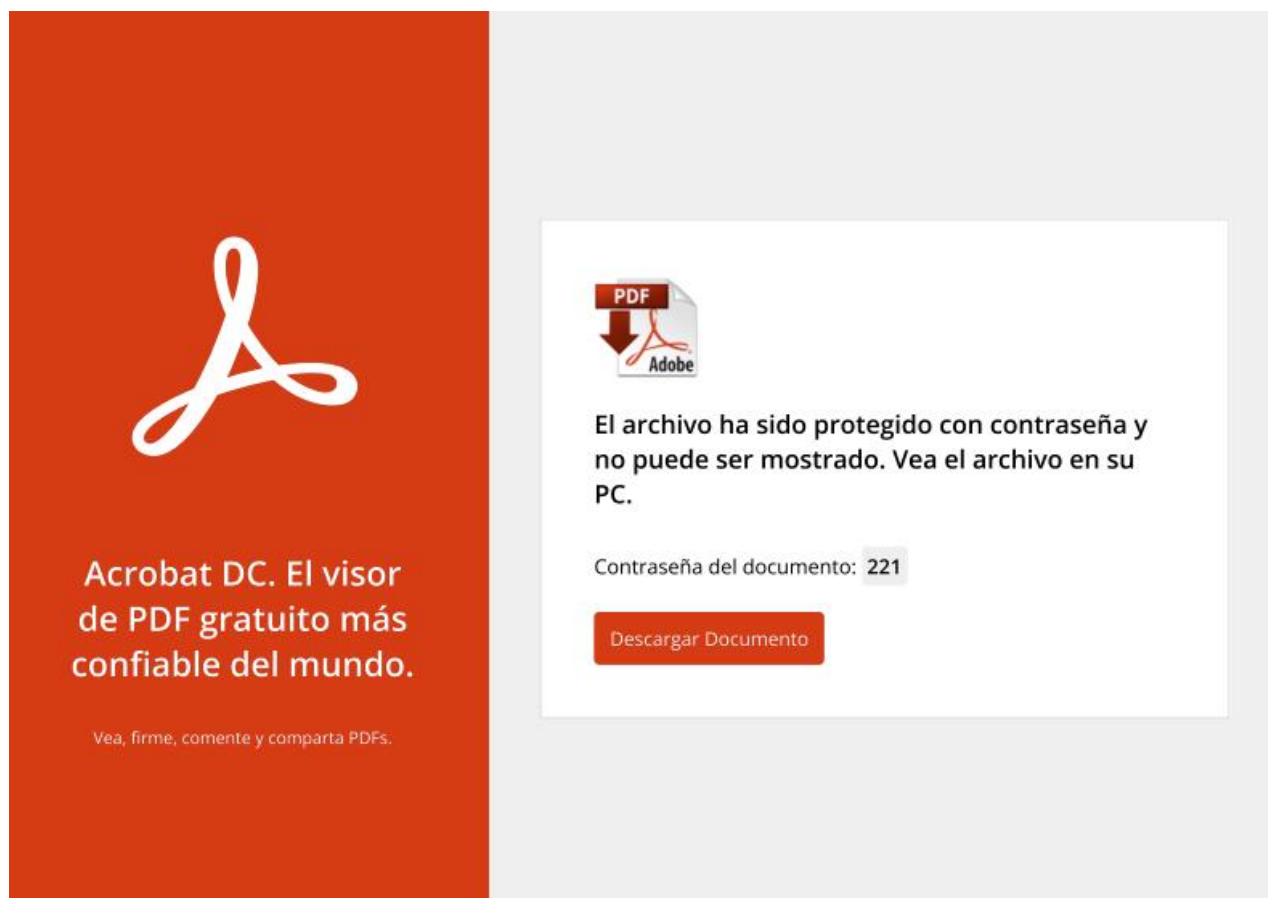 Acrobat DC. El visor
de PDF gratuito más
confiable del mundo.
Vea, firme, comente y comparta PDFs.
PDF
Adobe
El archivo ha sido protegido con contraseña y
no puede ser mostrado. Vea el archivo en su
PC.
Contraseña del documento: 221
Descargar Documento